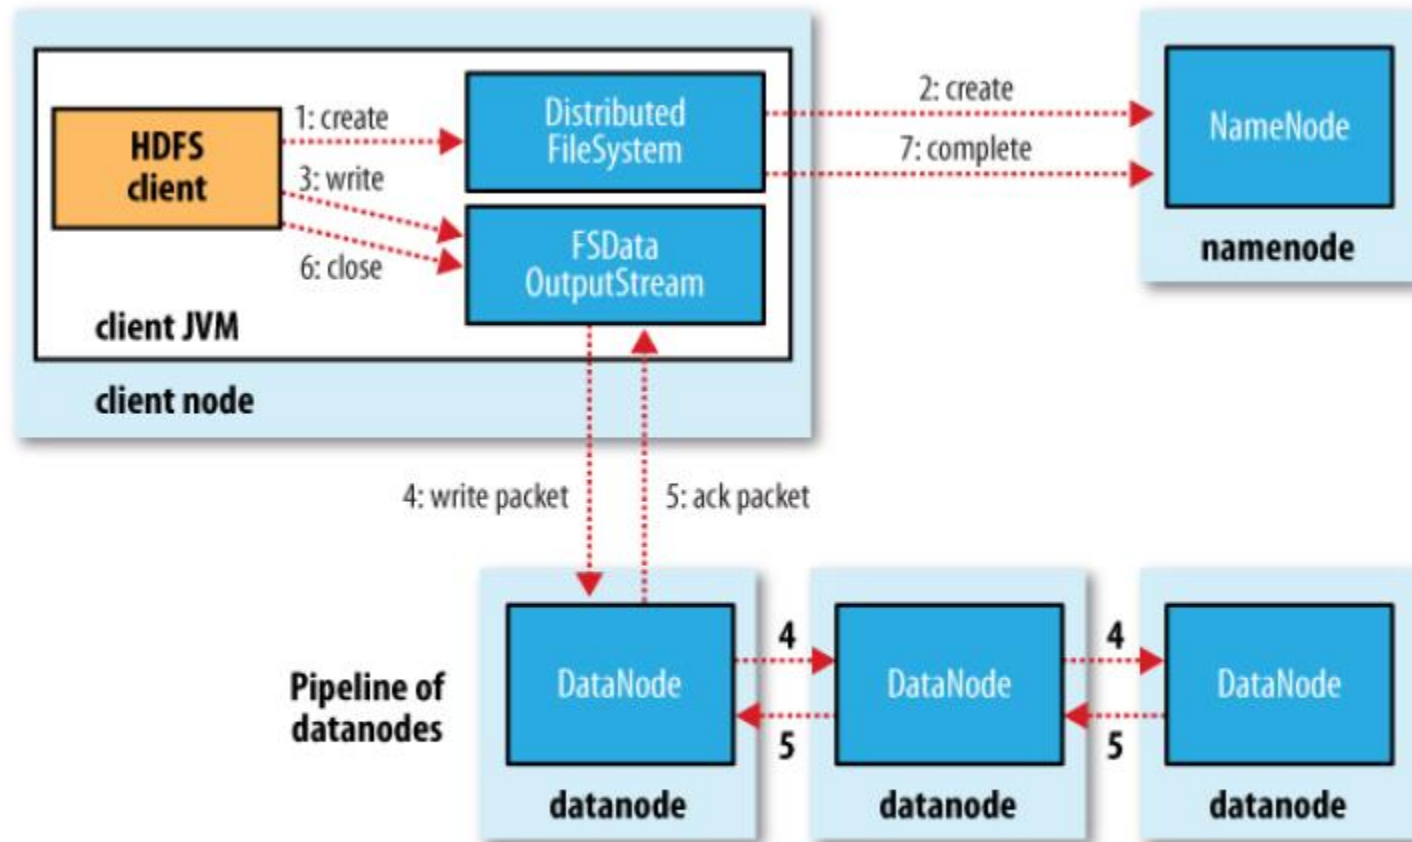 1: create
Distributed
FileSystem
2: create
NameNode
HDFS
client
7: complete
3: write
FSData
OutputStream
namenode
6: close
client JVM
client node
4: write packet
5: ack packet
4
4
Pipeline of
datanodes
DataNode
DataNode
DataNode
5
5
datanode
datanode
datanode